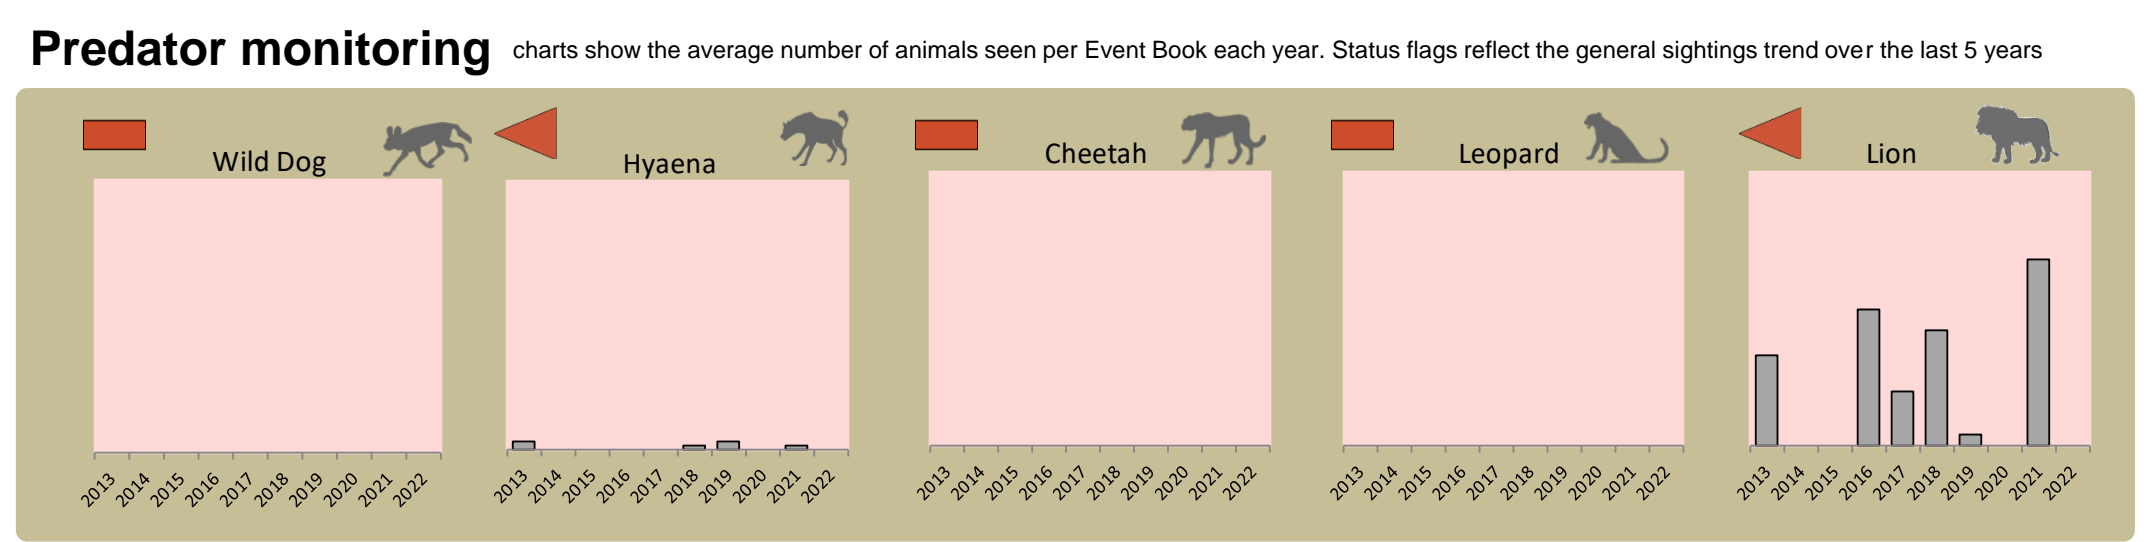 Predator monitoring charts show the average number of animals seen per Event Book each year. Status flags reflect the general sightings trend over the last 5 years
Wild Dog
2013 2014 2015 2016 2017 2018 2019 2020 2021 2022
Hyaena
2013 2014 2015 2016 2017 2018 2019 2020 2021 2022
Cheetah
2013 2014 2015 2016 2017 2018 2019 2020 2021 2022
Leopard
2013 2014 2015 2016 2017 2018 2019 2020 2021 2022
Lion
2013 2014 2015 2016 2017 2018 2019 2020 2021 2022